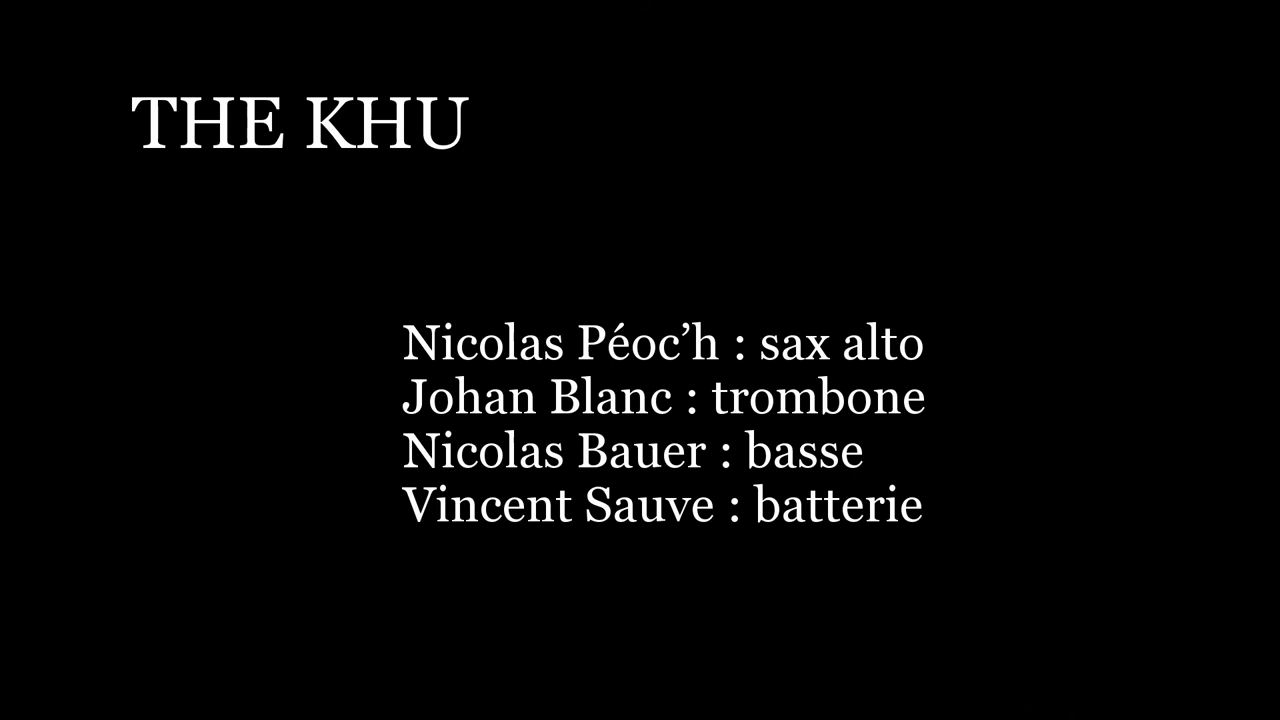 THE KHU
Nicolas Péoc’h : sax alto
Johan Blanc : trombone
Nicolas Bauer : basse
Vincent Sauve : batterie